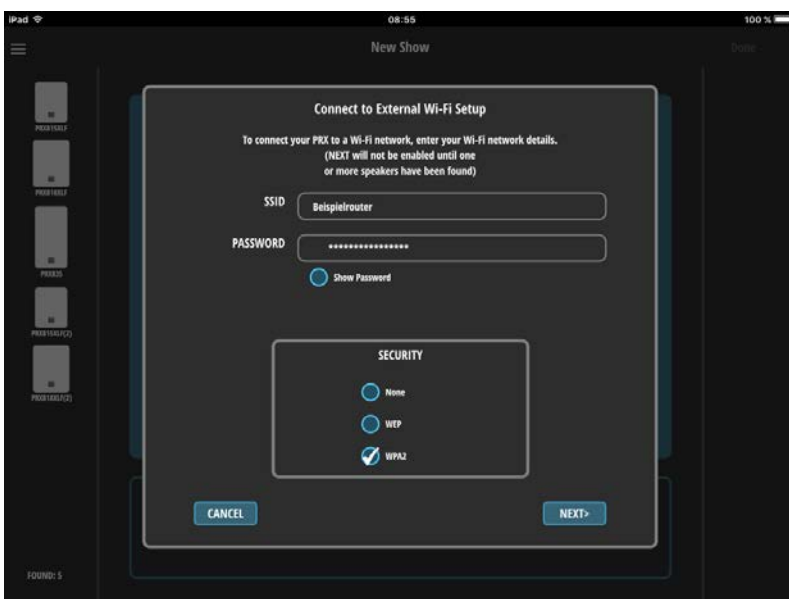 iPad 08:55 100 %
New Show Done
PRX815XLF
PRX818XLF
PRX835
PRX815XLF(2)
PRX818XLF(2)
FOUND: 5
Connect to External Wi-Fi Setup
To connect your PRX to a Wi-Fi network, enter your Wi-Fi network details.
(NEXT will not be enabled until one
or more speakers have been found)
SSID Beispielrouter
PASSWORD ****************
Show Password
SECURITY
None
WEP
WPA2
CANCEL NEXT>